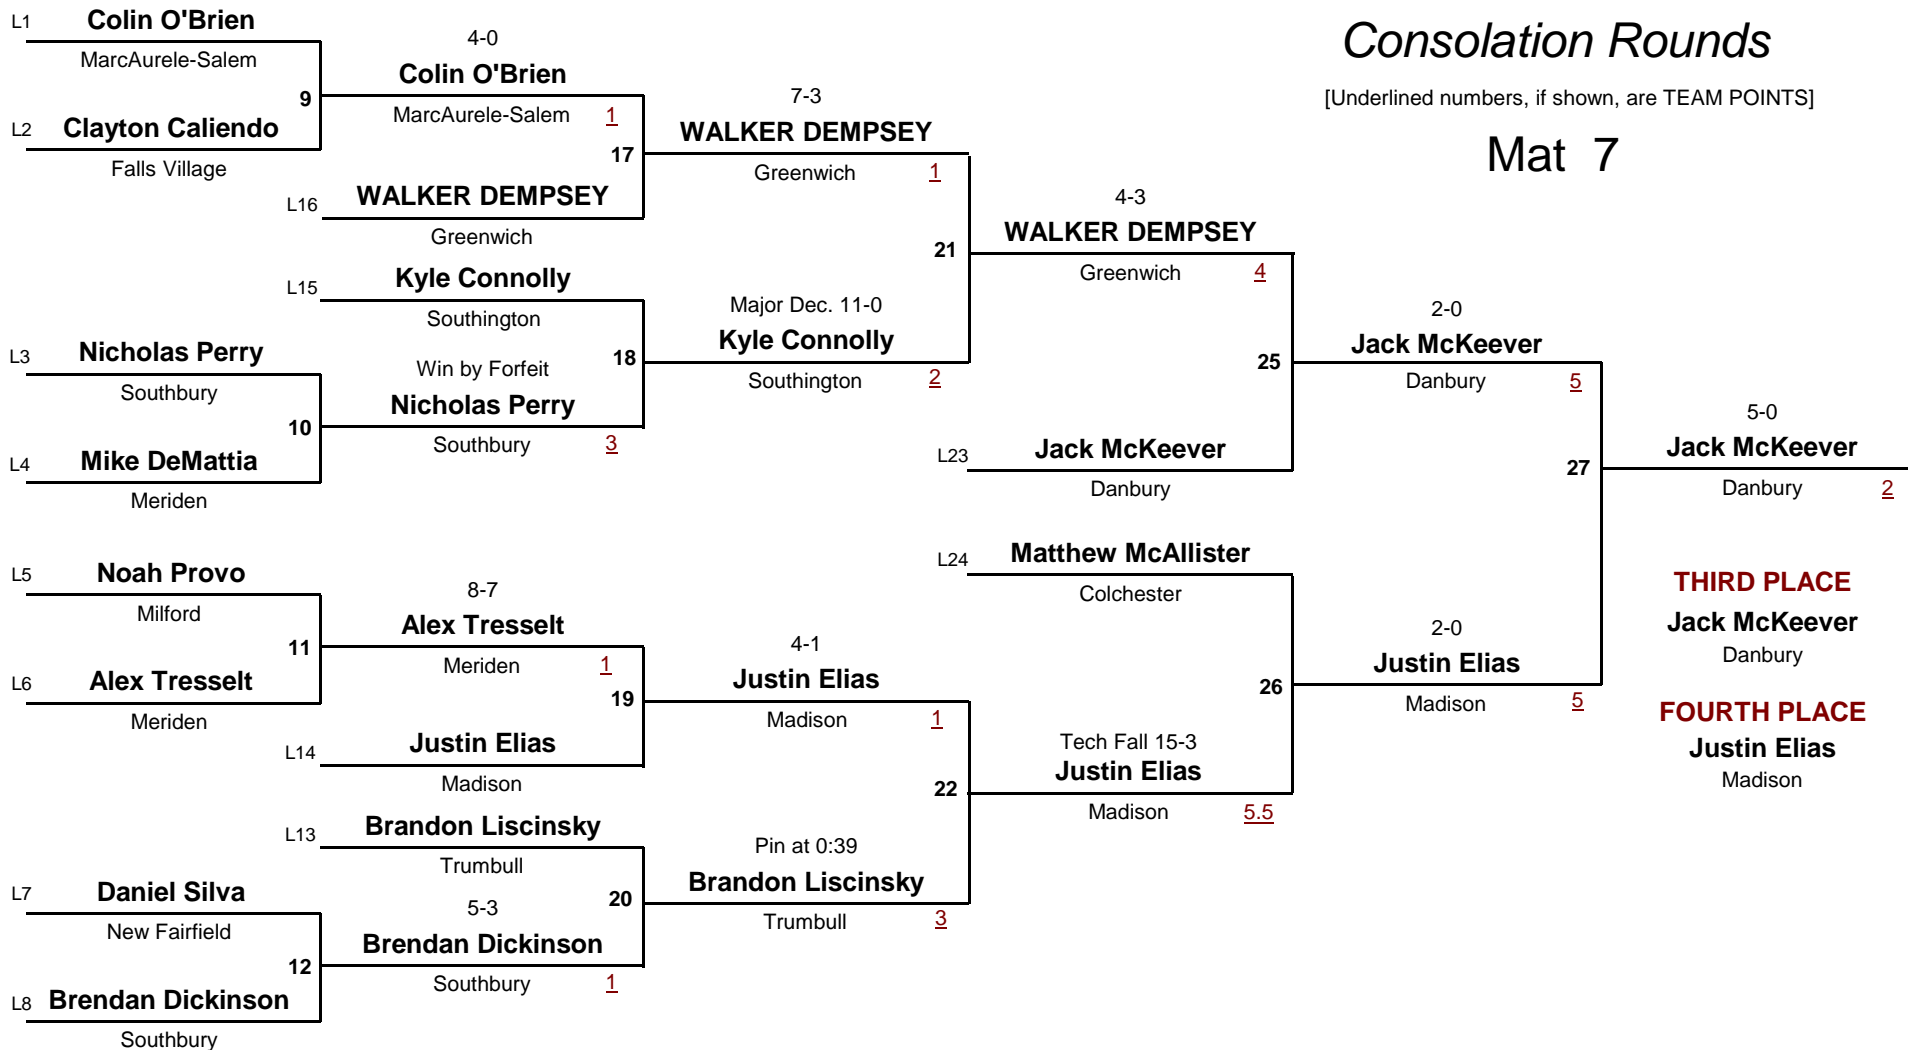 Consolation Rounds
[Underlined numbers, if shown, are TEAM POINTS]
Mat 7
L1 Colin O'Brien
MarcAurele-Salem
9
L2 Clayton Caliendo
Falls Village
4-0
Colin O'Brien
MarcAurele-Salem 1
17
L16 WALKER DEMPSEY
Greenwich
7-3
WALKER DEMPSEY
Greenwich 1
21
L15 Kyle Connolly
Southington
18
L3 Nicholas Perry
Southbury
10
L4 Mike DeMattia
Meriden
Win by Forfeit
Nicholas Perry
Southbury 3
Major Dec. 11-0
Kyle Connolly
Southington 2
4-3
WALKER DEMPSEY
Greenwich 4
25
L23 Jack McKeever
Danbury
2-0
Jack McKeever
Danbury 5
27
5-0
Jack McKeever
Danbury 2
L5 Noah Provo
Milford
11
L6 Alex Tresselt
Meriden
8-7
Alex Tresselt
Meriden 1
19
L14 Justin Elias
Madison
4-1
Justin Elias
Madison 1
22
L13 Brandon Liscinsky
Trumbull
20
L7 Daniel Silva
New Fairfield
12
L8 Brendan Dickinson
Southbury
5-3
Brendan Dickinson
Southbury 1
Pin at 0:39
Brandon Liscinsky
Trumbull 3
L24 Matthew McAllister
Colchester
26
Tech Fall 15-3
Justin Elias
Madison 5.5
2-0
Justin Elias
Madison 5
THIRD PLACE
Jack McKeever
Danbury
FOURTH PLACE
Justin Elias
Madison